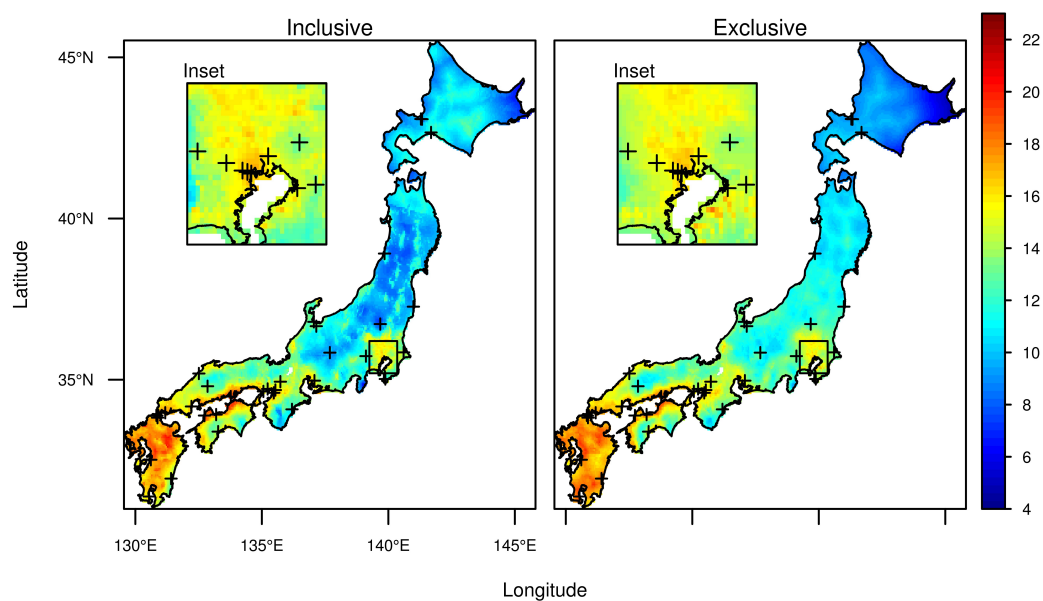 Inclusive
Exclusive
Inset
Inset
45°N
40°N
35°N
Latitude
130°E
135°E
140°E
145°E
Longitude
22
20
18
16
14
12
10
8
6
4